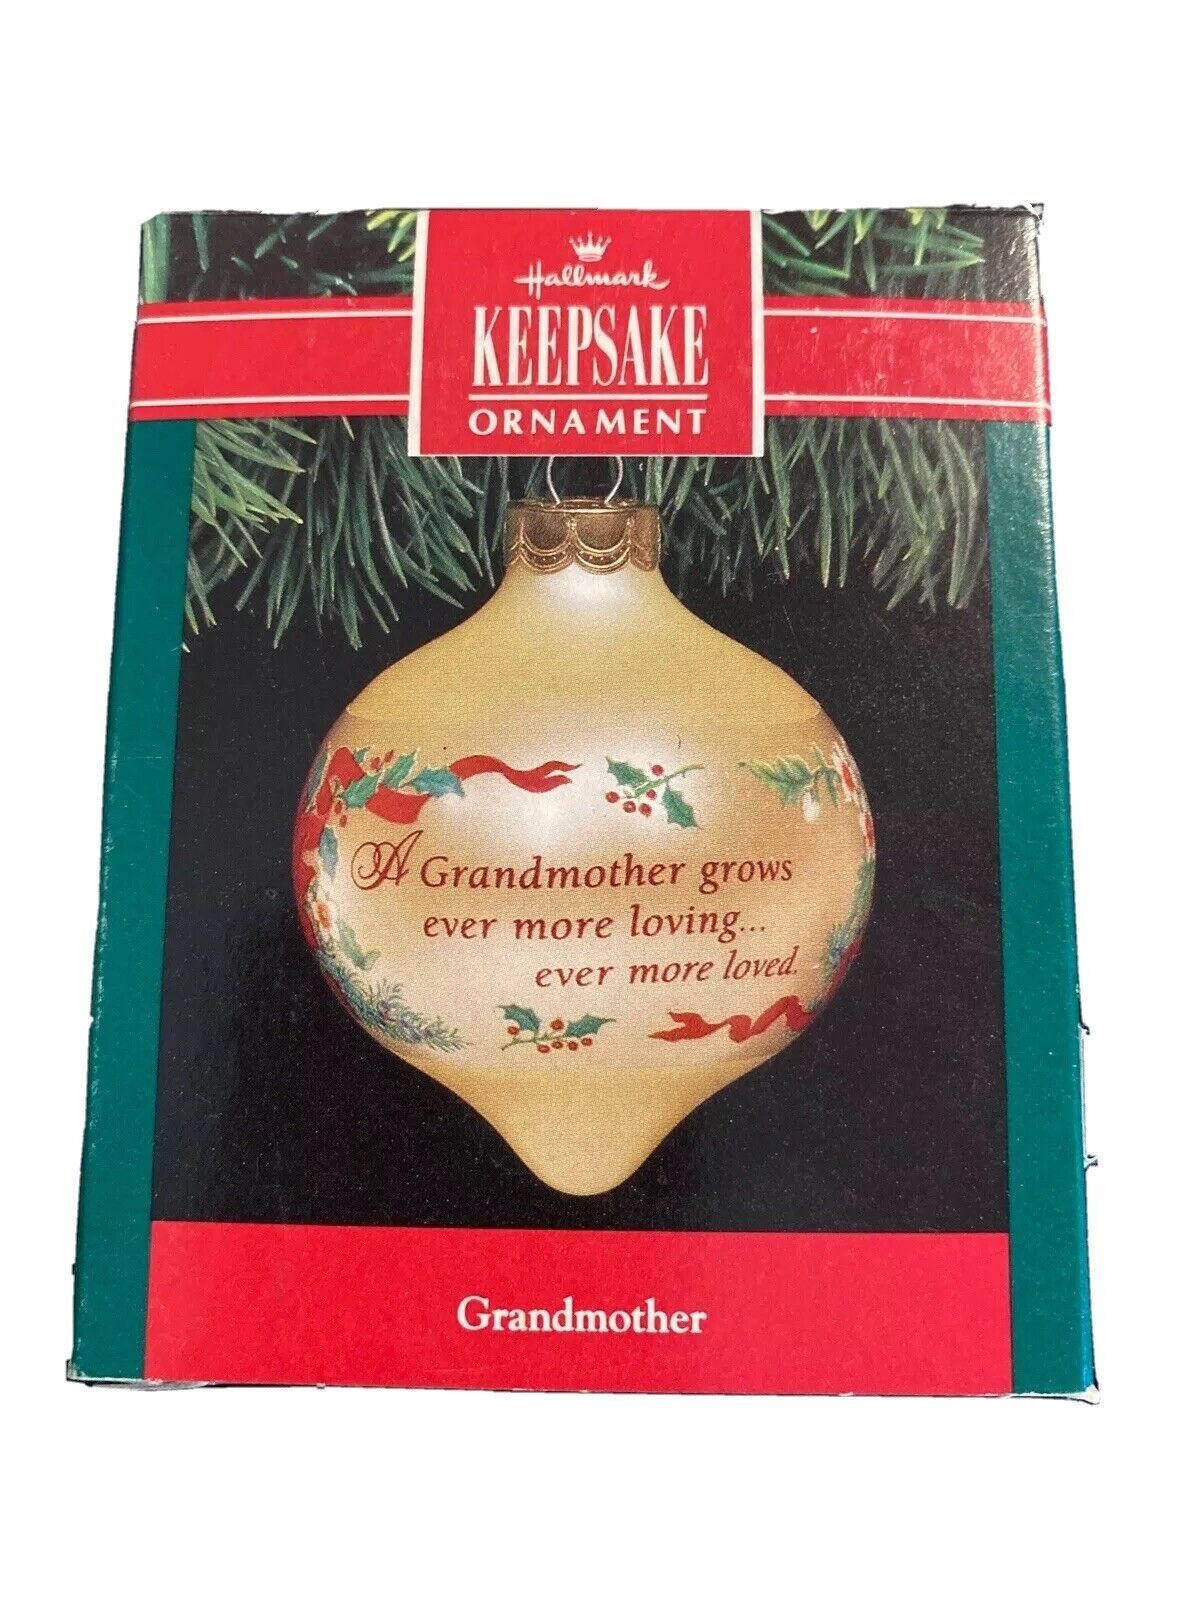 Hallmark
KEEPSAKE
ORNAMENT
A Grandmother grows
ever more loving...
ever more loved.
Grandmother